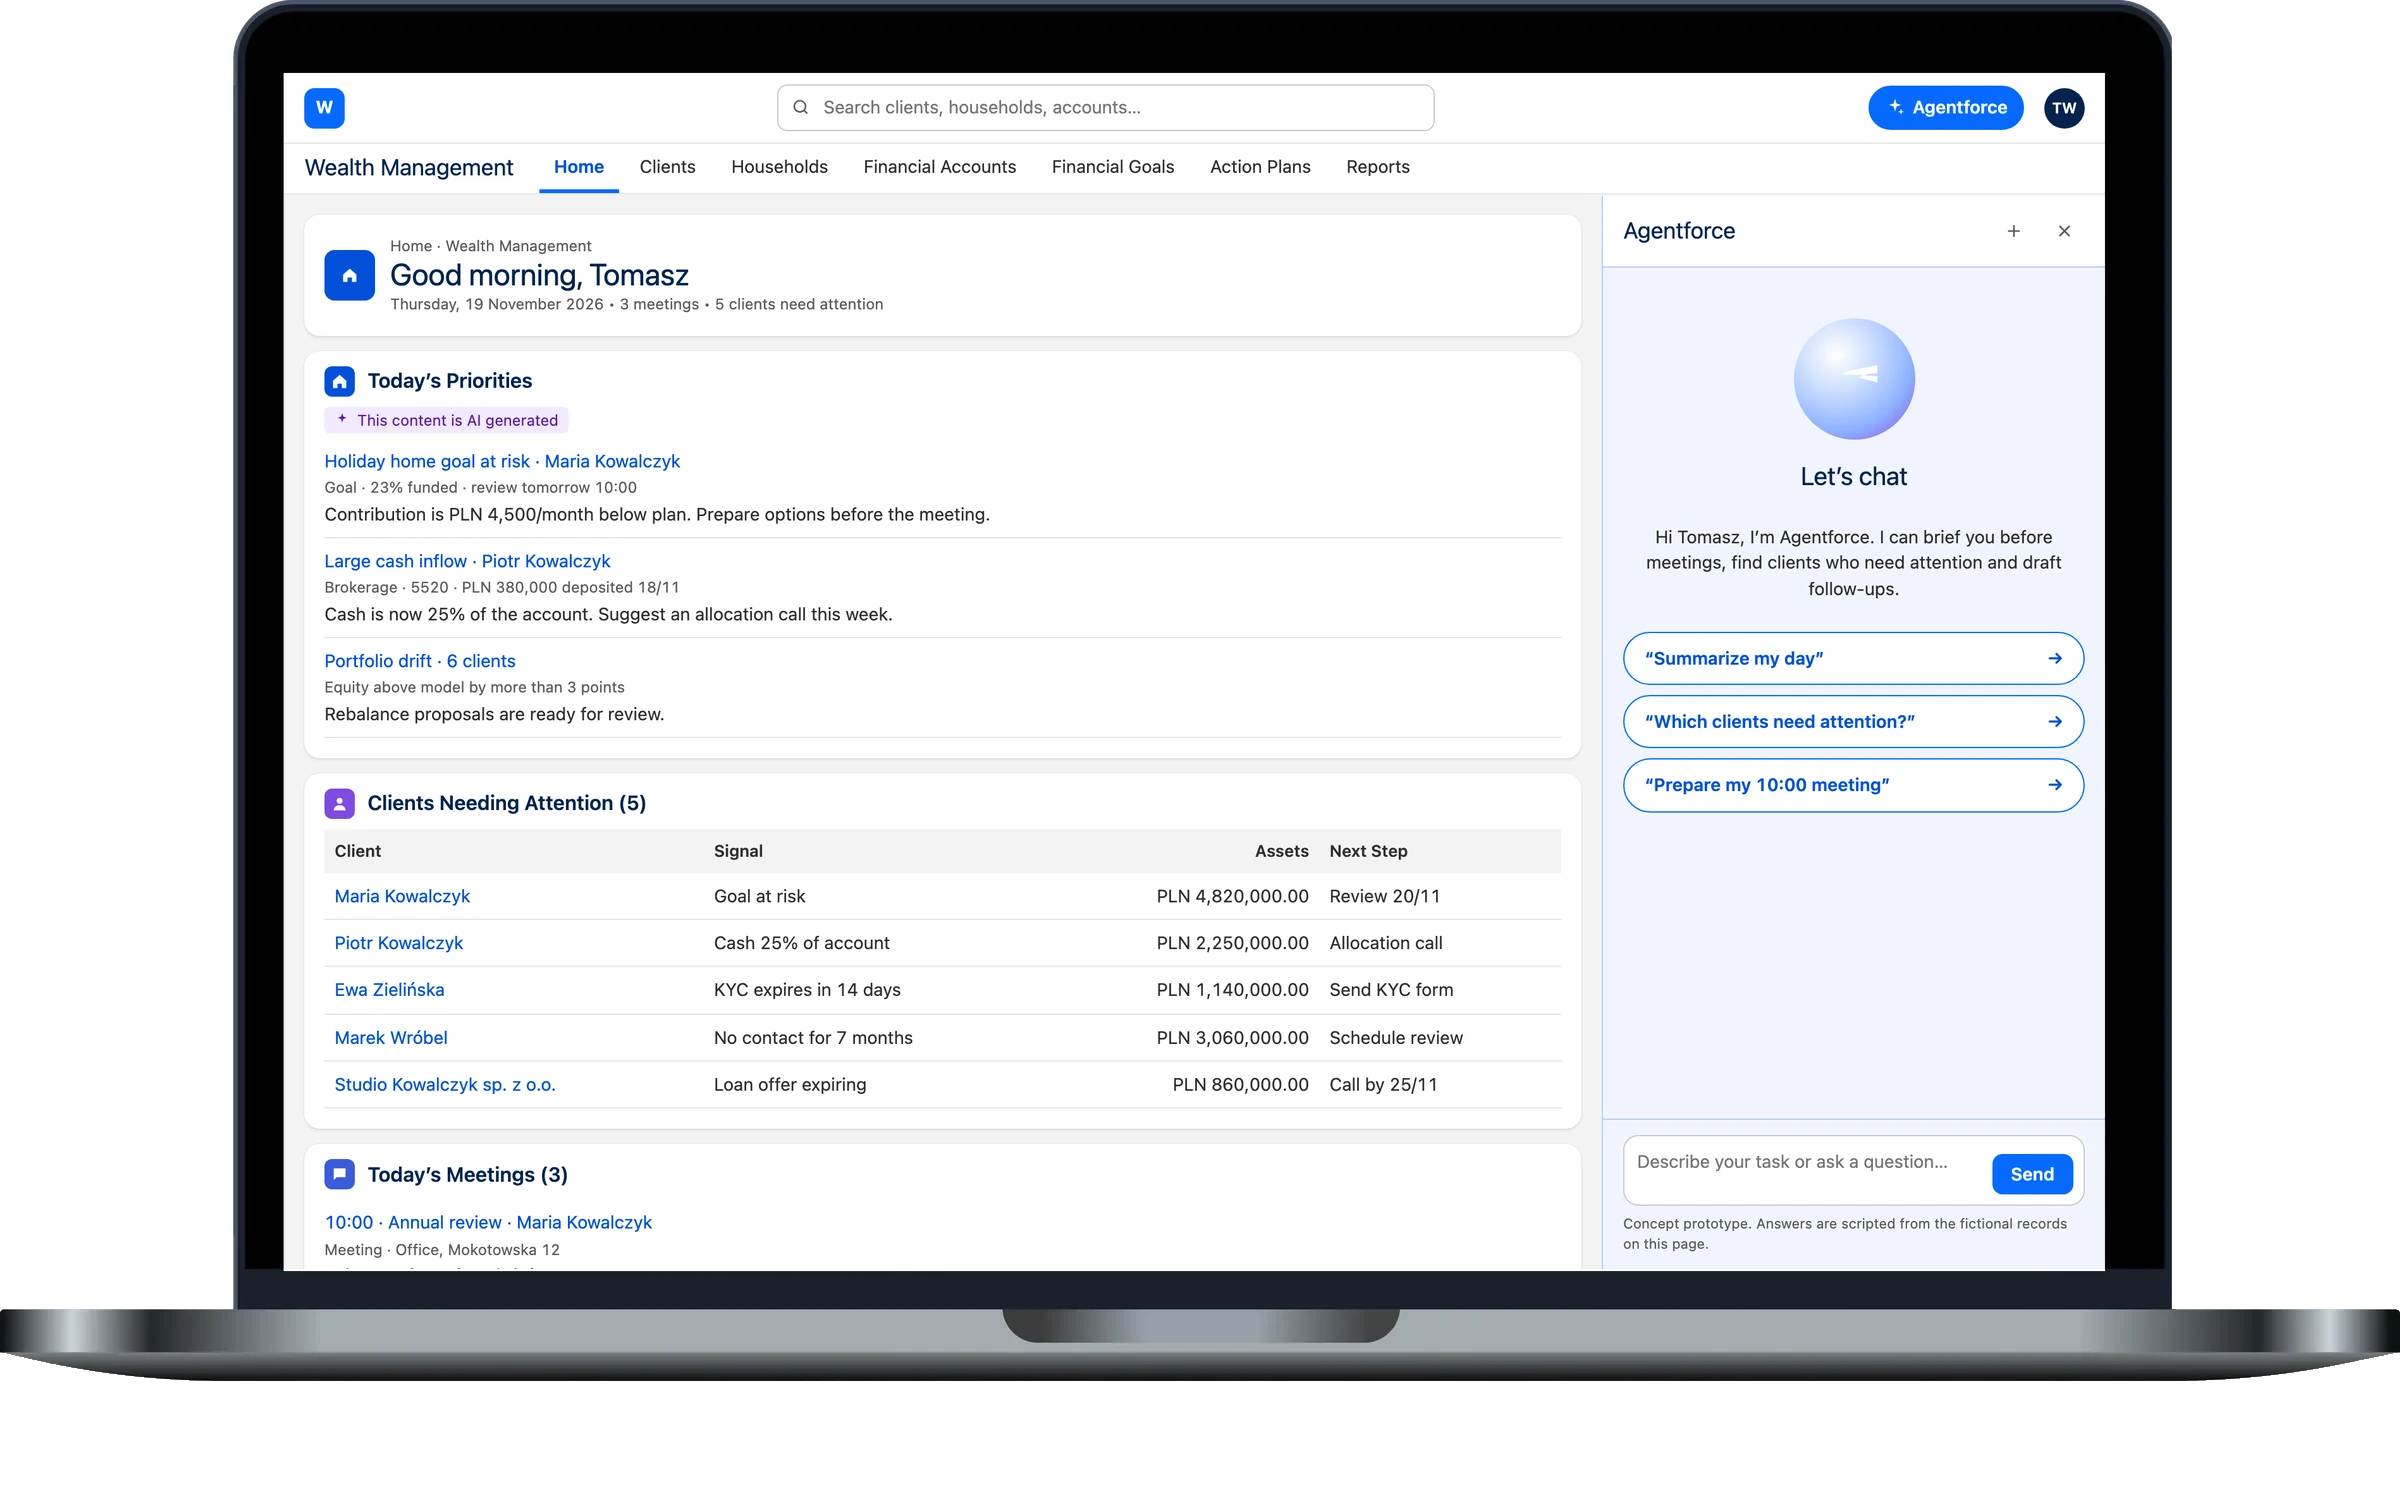 W
Search clients, households, accounts...
Agentforce
TW
Wealth Management
Home
Clients
Households
Financial Accounts
Financial Goals
Action Plans
Reports
Home · Wealth Management
Good morning, Tomasz
Thursday, 19 November 2026 • 3 meetings • 5 clients need attention
Today’s Priorities
This content is AI generated
Holiday home goal at risk · Maria Kowalczyk
Goal · 23% funded · review tomorrow 10:00
Contribution is PLN 4,500/month below plan. Prepare options before the meeting.
Large cash inflow · Piotr Kowalczyk
Brokerage · 5520 · PLN 380,000 deposited 18/11
Cash is now 25% of the account. Suggest an allocation call this week.
Portfolio drift · 6 clients
Equity above model by more than 3 points
Rebalance proposals are ready for review.
Clients Needing Attention (5)
Client Signal Assets Next Step
Maria Kowalczyk Goal at risk PLN 4,820,000.00 Review 20/11
Piotr Kowalczyk Cash 25% of account PLN 2,250,000.00 Allocation call
Ewa Zielińska KYC expires in 14 days PLN 1,140,000.00 Send KYC form
Marek Wróbel No contact for 7 months PLN 3,060,000.00 Schedule review
Studio Kowalczyk sp. z o.o. Loan offer expiring PLN 860,000.00 Call by 25/11
Today’s Meetings (3)
10:00 · Annual review · Maria Kowalczyk
Meeting · Office, Mokotowska 12
Agentforce
Let’s chat
Hi Tomasz, I’m Agentforce. I can brief you before
meetings, find clients who need attention and draft
follow-ups.
“Summarize my day”
“Which clients need attention?”
“Prepare my 10:00 meeting”
Describe your task or ask a question...
Send
Concept prototype. Answers are scripted from the fictional records
on this page.